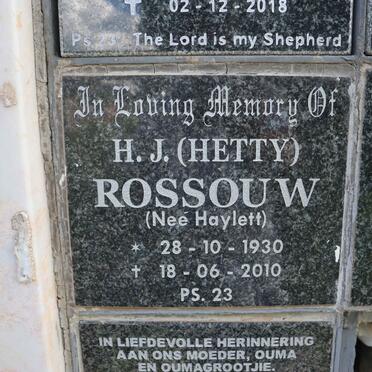 ✝ 02-12-2018
Ps 23 The Lord is my Shepherd
In Loving Memory Of
H. J. (HETTY)
ROSSOUW
(Neé Haylett)
* 28 - 10 - 1930
✝ 18 - 06 - 2010
PS. 23
IN LIEFDEVOLLE HERINNERING
AAN ONS MOEDER, OUMA
EN OUMAGROOTJIE.